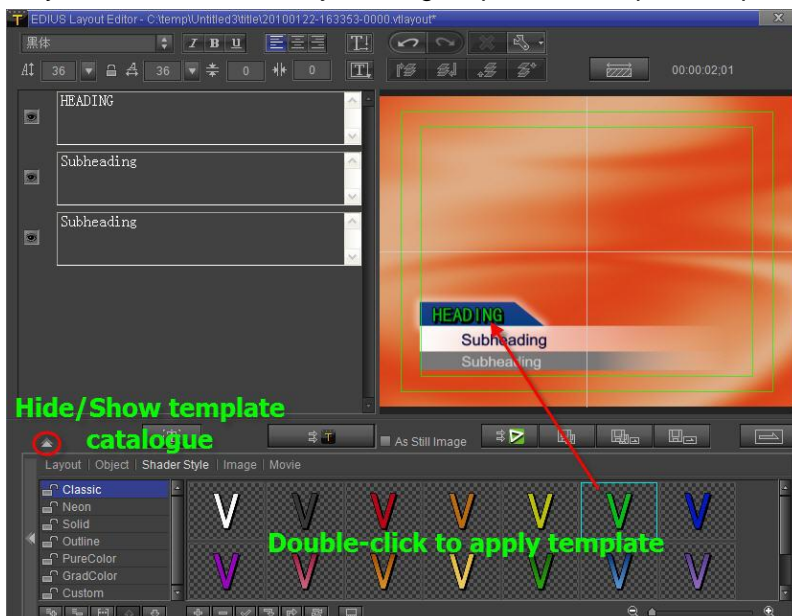 EDIUS Layout Editor - C:\temp\Untitled3\title\20100122-163353-0000.vtlayout*
黒体 I B U T!
36 36 0 0 T 00:00:02;01
HEADING
Subheading
Subheading
HEADING
Subheading
Subheading
Hide/Show template
catalogue
T As Still Image
Layout | Object | Shader Style | Image | Movie
Classic
Neon
Solid
Outline
PureColor
GradColor
Custom
V V V V V V V
Double-click to apply template
V V V V V V V